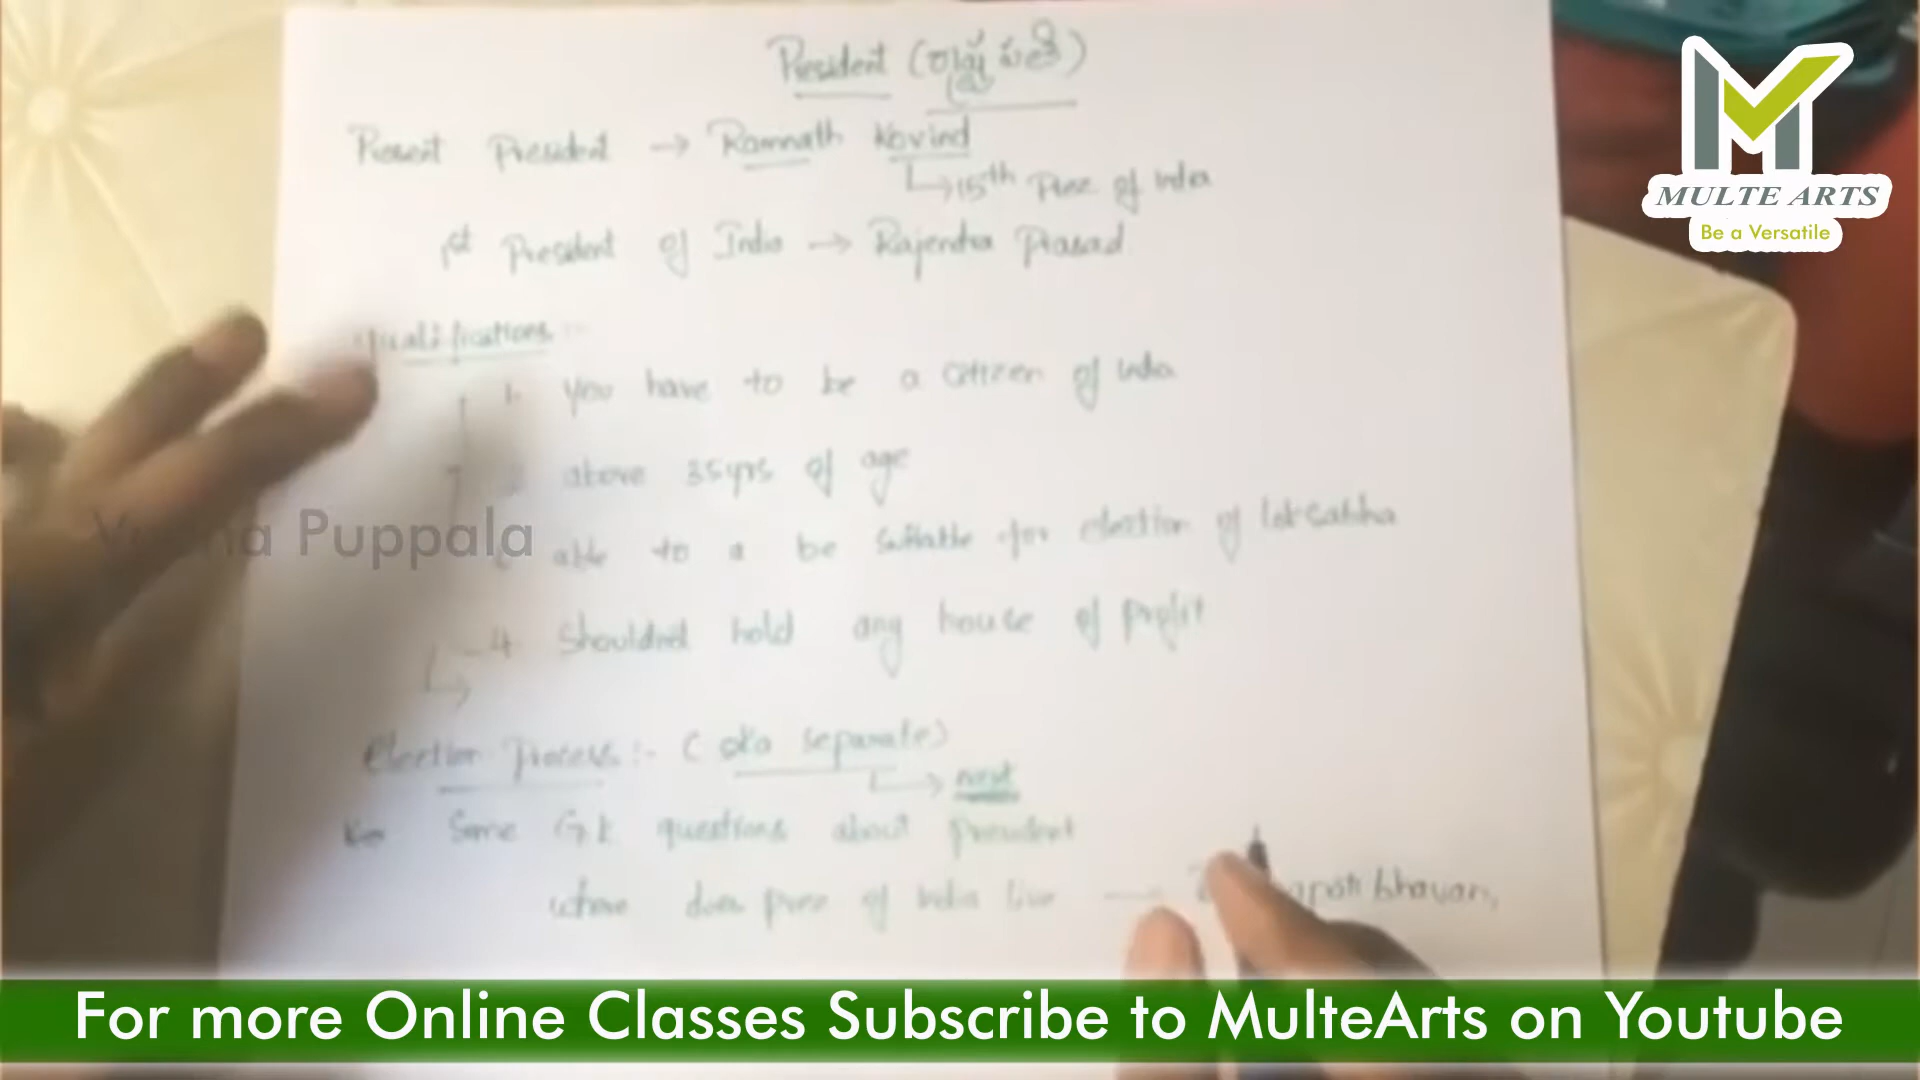 President (రాష్ట్రపతి)
Present President → Ramnath Kovind
↳ 15th Prez. of India
1st President of India → Rajendra Prasad
Qualifications :-
1. You have to be a citizen of India
above 35yrs of age
able to a be suitable for election of loksabha
4 Shouldn't hold any house of profit
Election Process :- (oka separate)
↳ next
Some Gk questions about president
where does prez of India live — bhavan,
MULTE ARTS
Be a Versatile
Puppala
For more Online Classes Subscribe to MulteArts on Youtube